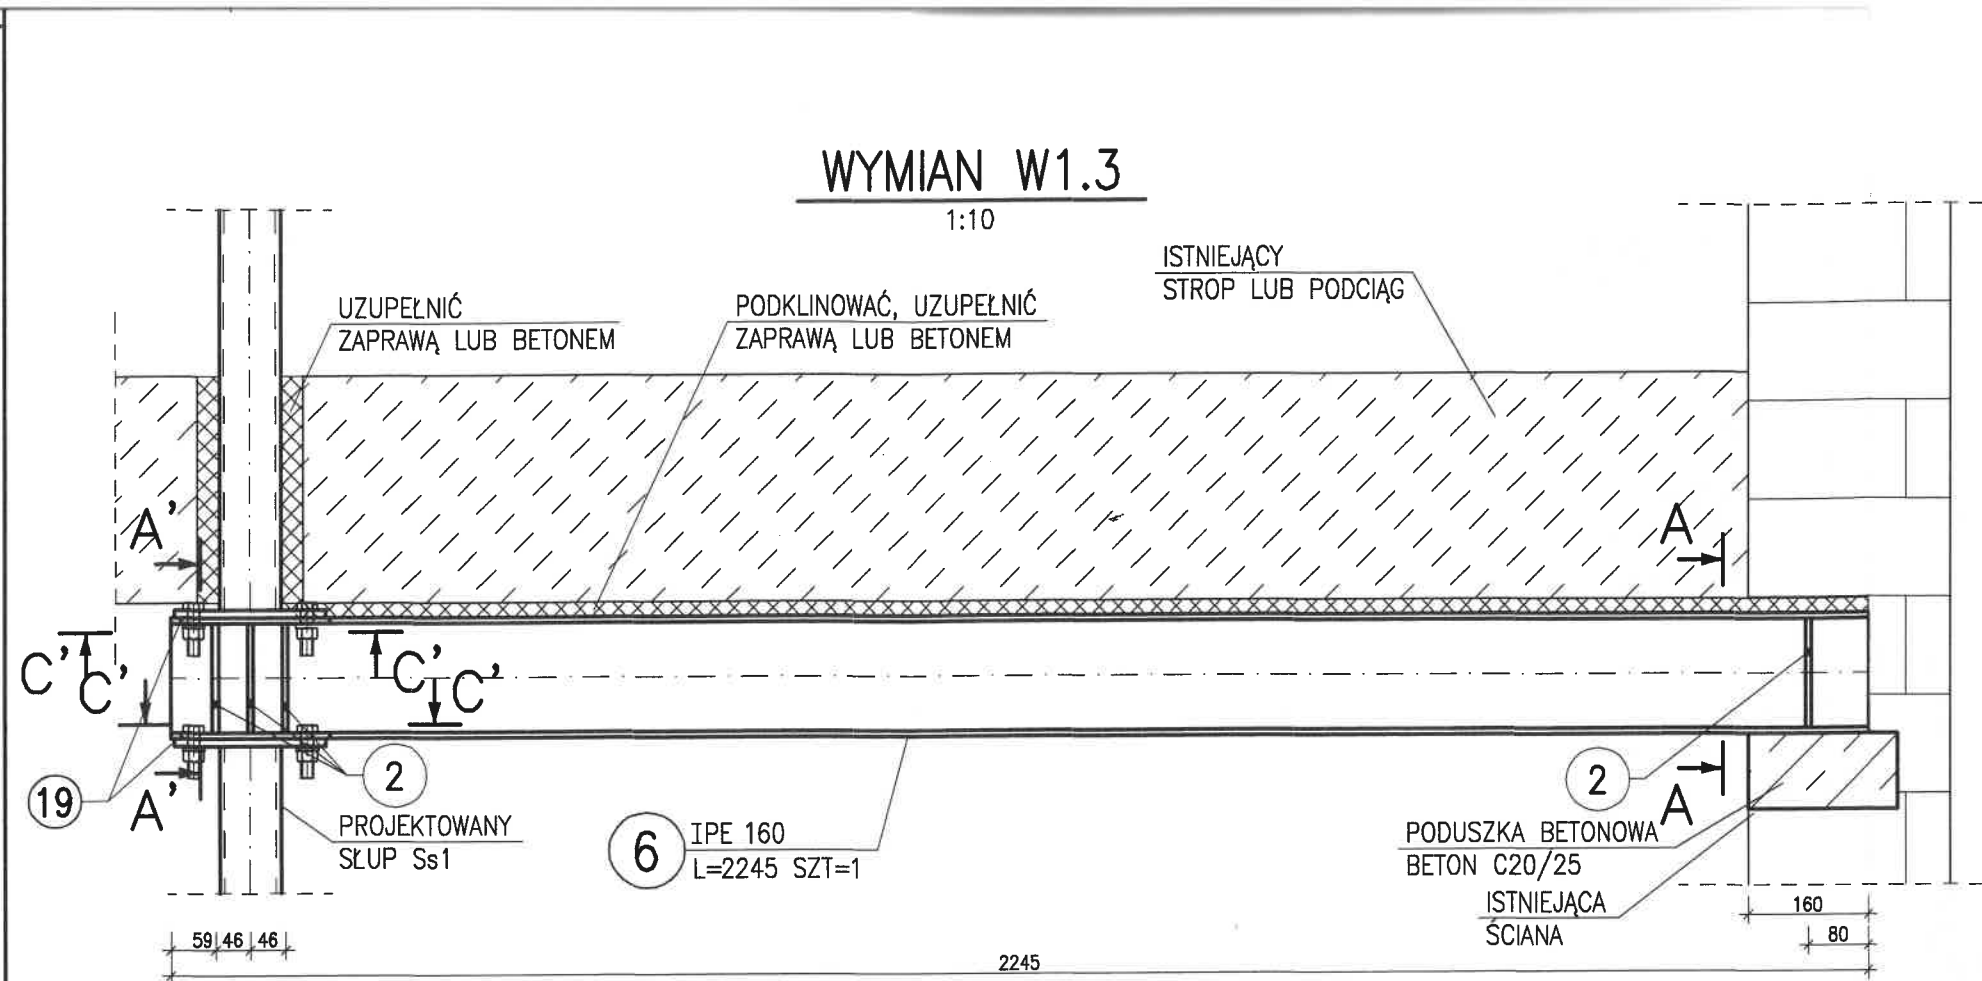 WYMIAN W1.3
1:10
ISTNIEJĄCY
STROP LUB PODCIĄG
UZUPEŁNIĆ
ZAPRAWĄ LUB BETONEM
PODKLINOWAĆ, UZUPEŁNIĆ
ZAPRAWĄ LUB BETONEM
A'
A
C'
C'
C'
C'
19
2
A'
PROJEKTOWANY
SŁUP Ss1
6
IPE 160
L=2245 SZT=1
2
A
PODUSZKA BETONOWA
BETON C20/25
ISTNIEJĄCA
ŚCIANA
160
80
59 46 46
2245